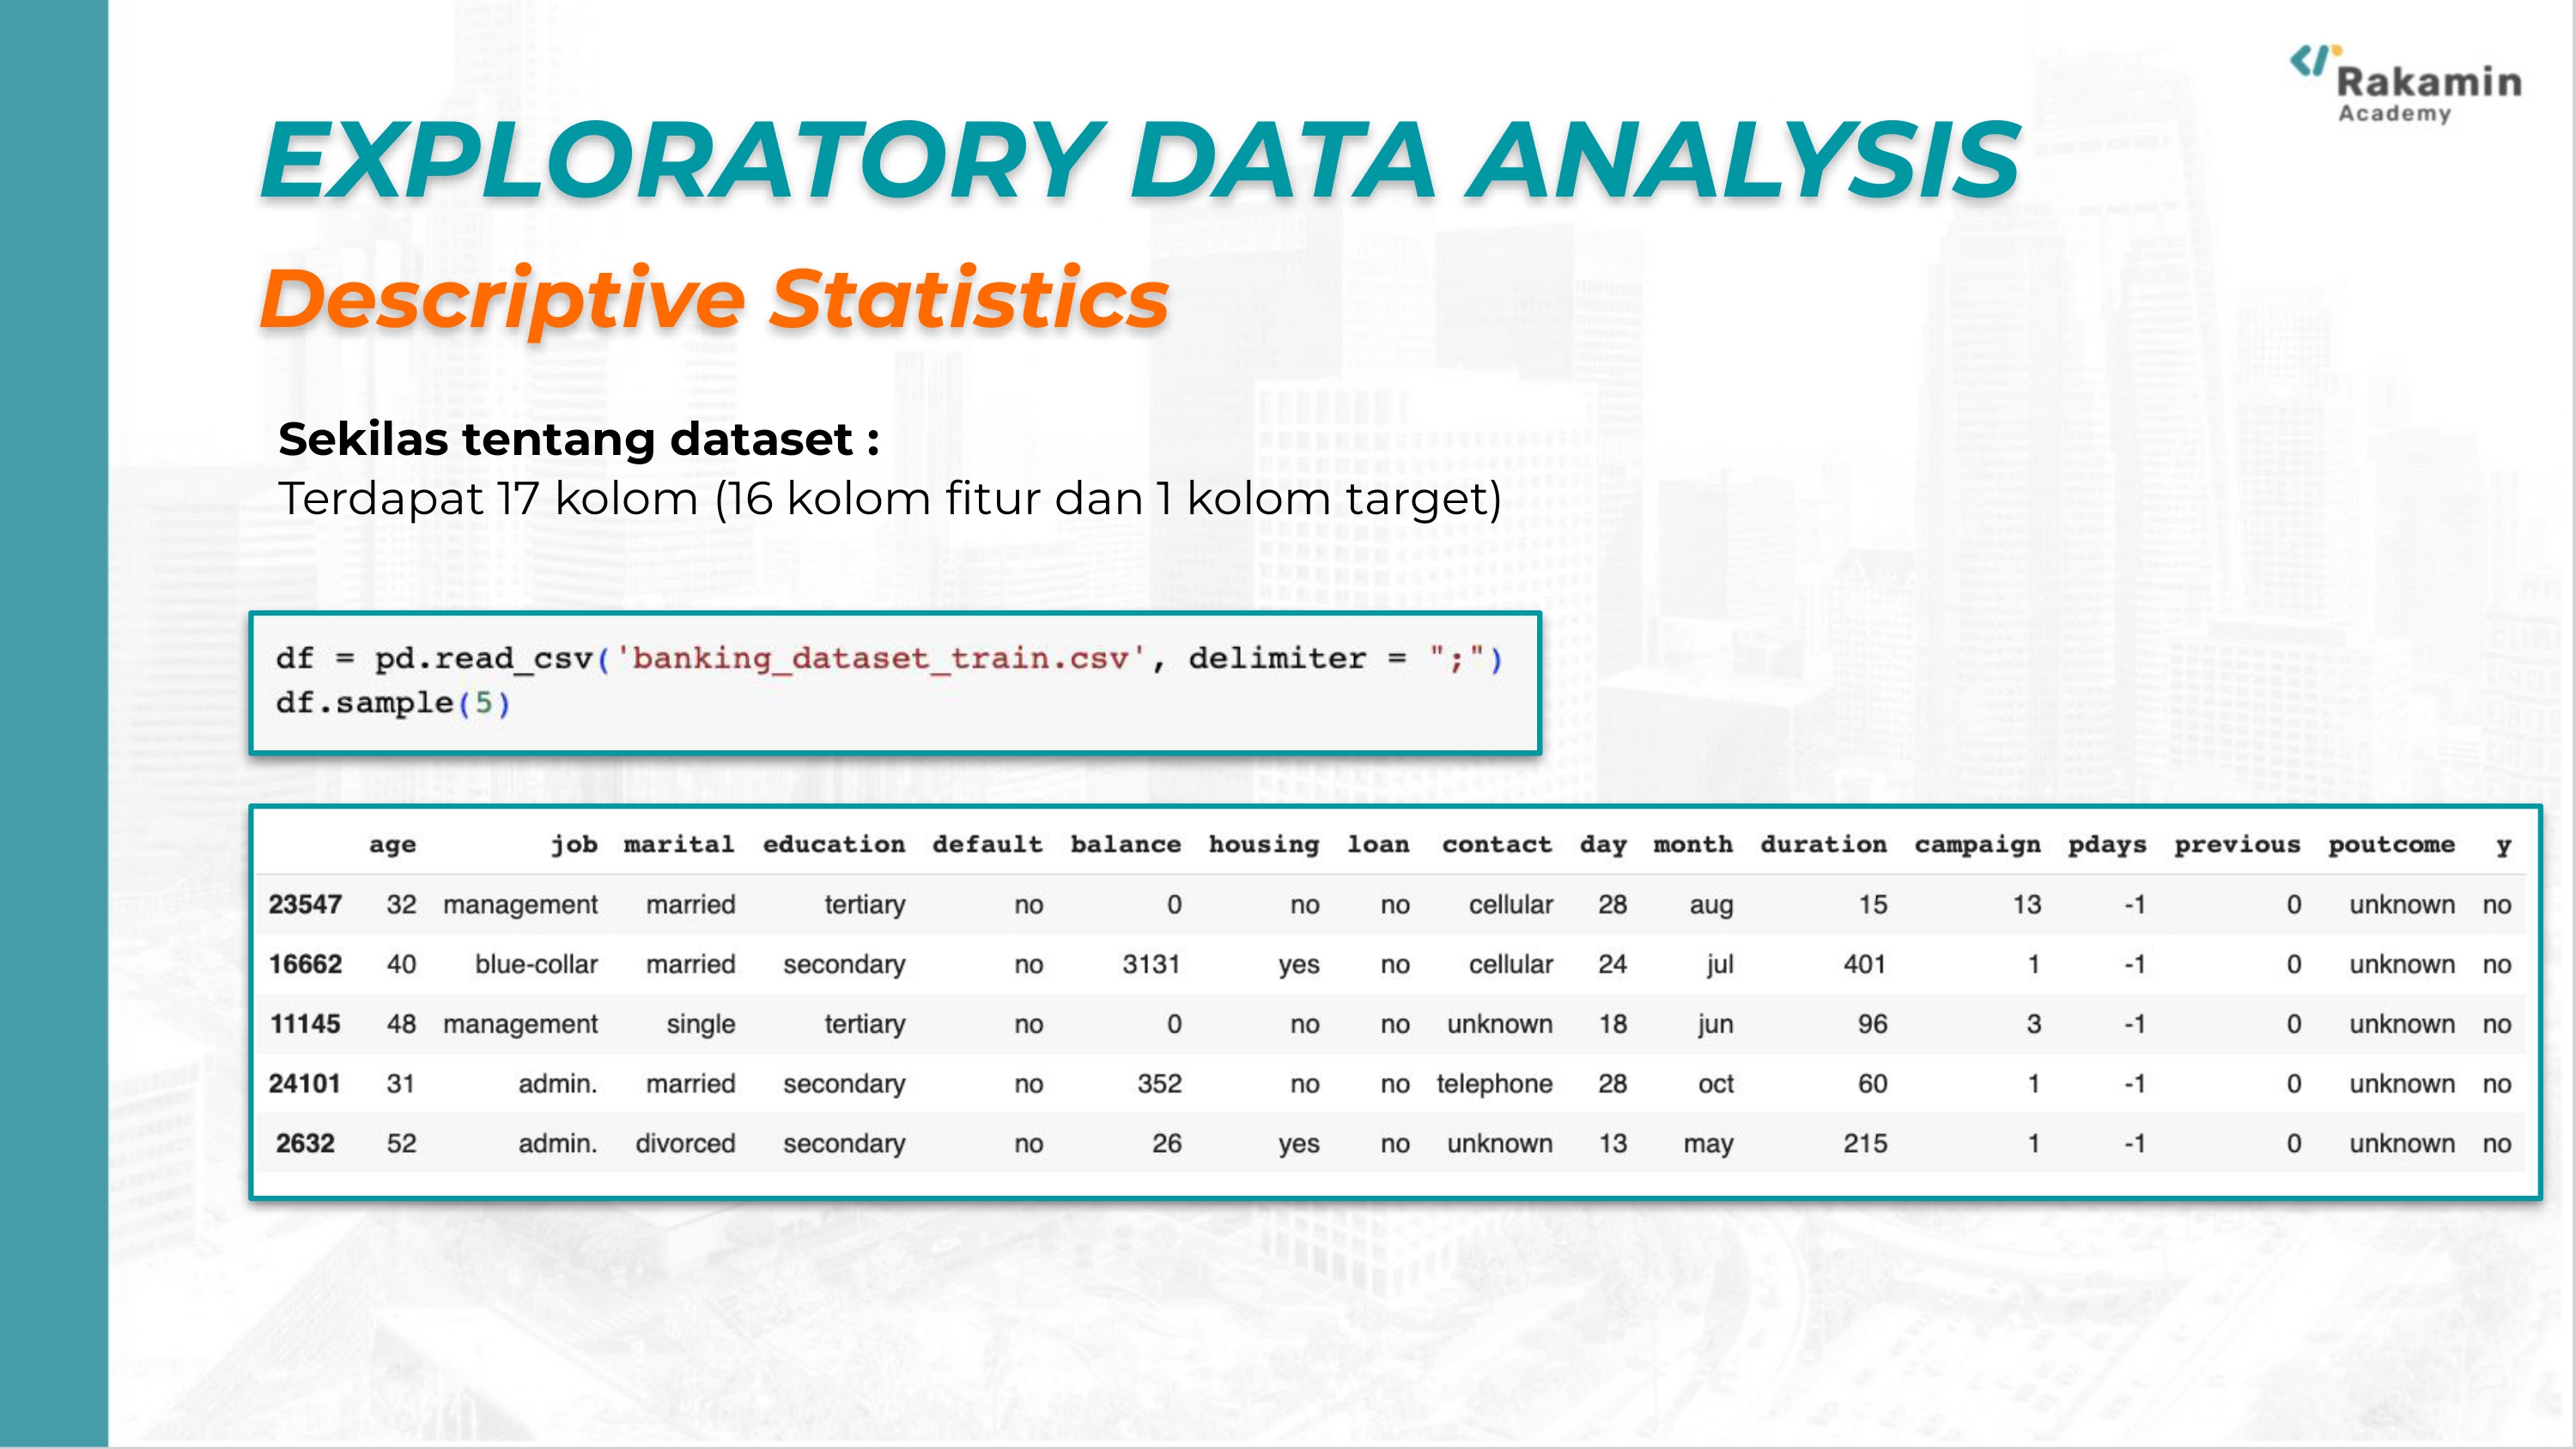 Rakamin
Academy
EXPLORATORY DATA ANALYSIS
Descriptive Statistics
Sekilas tentang dataset :
Terdapat 17 kolom (16 kolom fitur dan 1 kolom target)
df = pd.read_csv('banking_dataset_train.csv', delimiter = ";")
df.sample(5)
age job marital education default balance housing loan contact day month duration campaign pdays previous poutcome y
23547 32 management married tertiary no 0 no no cellular 28 aug 15 13 -1 0 unknown no
16662 40 blue-collar married secondary no 3131 yes no cellular 24 jul 401 1 -1 0 unknown no
11145 48 management single tertiary no 0 no no unknown 18 jun 96 3 -1 0 unknown no
24101 31 admin. married secondary no 352 no no telephone 28 oct 60 1 -1 0 unknown no
2632 52 admin. divorced secondary no 26 yes no unknown 13 may 215 1 -1 0 unknown no